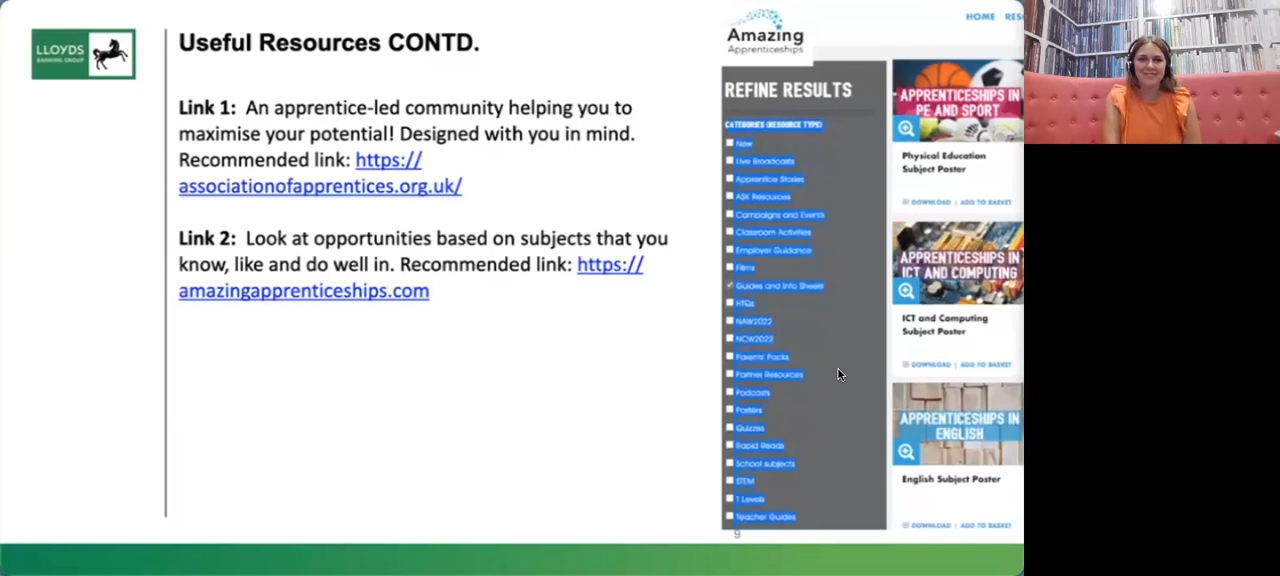 LLOYDS
BANKING GROUP
Useful Resources CONTD.
Link 1: An apprentice-led community helping you to
maximise your potential! Designed with you in mind.
Recommended link: https://
associationofapprentices.org.uk/
Link 2: Look at opportunities based on subjects that you
know, like and do well in. Recommended link: https://
amazingapprenticeships.com
Amazing
Apprenticeships
HOME
REFINE RESULTS
CATEGORIES (RESOURCE TYPE)
New
Live Broadcasts
Apprentice Stories
ASK Resources
Campaigns and Events
Classroom Activities
Employer Guidance
Films
Guides and Info Sheets
HTQs
NAW2022
NCW2022
Parents' Packs
Partner Resources
Podcasts
Posters
Quizzes
Rapid Reads
School subjects
STEM
T Levels
Teacher Guides
APPRENTICESHIPS IN
PE AND SPORT
Physical Education
Subject Poster
DOWNLOAD | ADD TO BASKET
APPRENTICESHIPS IN
ICT AND COMPUTING
ICT and Computing
Subject Poster
DOWNLOAD | ADD TO BASKET
APPRENTICESHIPS IN
ENGLISH
English Subject Poster
DOWNLOAD | ADD TO BASKET
9